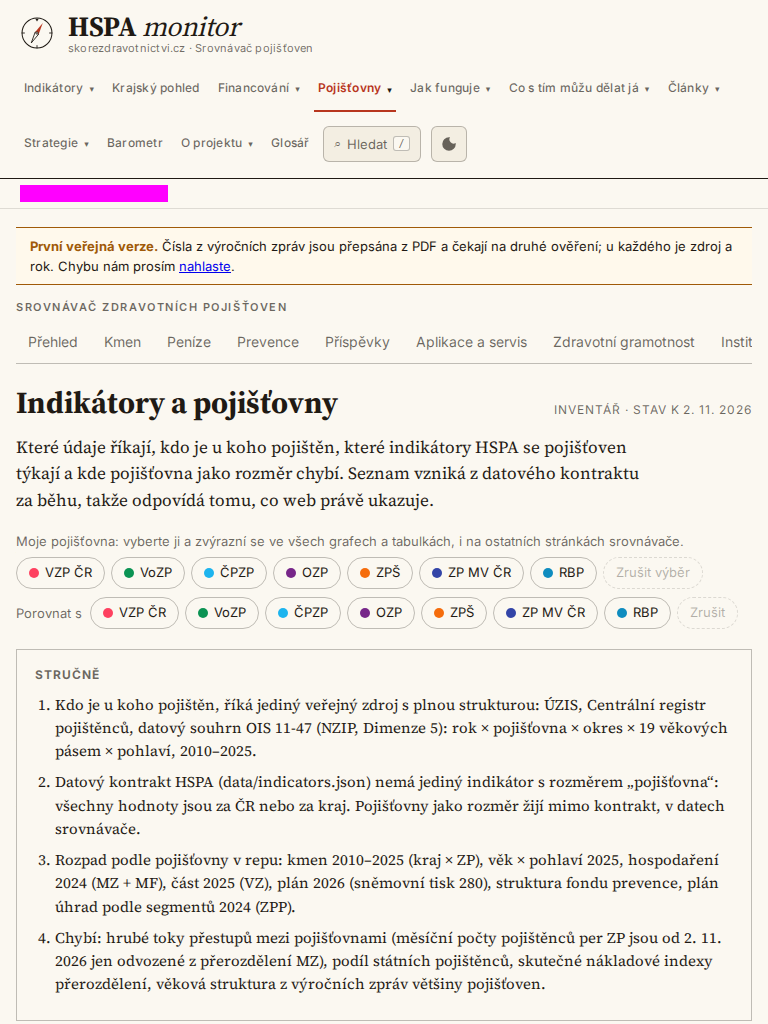 HSPA monitor
skorezdravotnictvi.cz · Srovnávač pojišťoven
Indikátory ▾ Krajský pohled Financování ▾ Pojišťovny ▾ Jak funguje ▾ Co s tím můžu dělat já ▾ Články ▾
Strategie ▾ Barometr O projektu ▾ Glosář Hledat /
První veřejná verze. Čísla z výročních zpráv jsou přepsána z PDF a čekají na druhé ověření; u každého je zdroj a
rok. Chybu nám prosím nahlaste.
SROVNÁVAČ ZDRAVOTNÍCH POJIŠŤOVEN
Přehled Kmen Peníze Prevence Příspěvky Aplikace a servis Zdravotní gramotnost Instit
Indikátory a pojišťovny
INVENTÁŘ · STAV K 2. 11. 2026
Které údaje říkají, kdo je u koho pojištěn, které indikátory HSPA se pojišťoven
týkají a kde pojišťovna jako rozměr chybí. Seznam vzniká z datového kontraktu
za běhu, takže odpovídá tomu, co web právě ukazuje.
Moje pojišťovna: vyberte ji a zvýrazní se ve všech grafech a tabulkách, i na ostatních stránkách srovnávače.
VZP ČR VoZP ČPZP OZP ZPŠ ZP MV ČR RBP Zrušit výběr
Porovnat s VZP ČR VoZP ČPZP OZP ZPŠ ZP MV ČR RBP Zrušit
STRUČNĚ
1. Kdo je u koho pojištěn, říká jediný veřejný zdroj s plnou strukturou: ÚZIS, Centrální registr
pojištěnců, datový souhrn OIS 11-47 (NZIP, Dimenze 5): rok × pojišťovna × okres × 19 věkových
pásem × pohlaví, 2010–2025.
2. Datový kontrakt HSPA (data/indicators.json) nemá jediný indikátor s rozměrem „pojišťovna“:
všechny hodnoty jsou za ČR nebo za kraj. Pojišťovny jako rozměr žijí mimo kontrakt, v datech
srovnávače.
3. Rozpad podle pojišťovny v repu: kmen 2010–2025 (kraj × ZP), věk × pohlaví 2025, hospodaření
2024 (MZ + MF), část 2025 (VZ), plán 2026 (sněmovní tisk 280), struktura fondu prevence, plán
úhrad podle segmentů 2024 (ZPP).
4. Chybí: hrubé toky přestupů mezi pojišťovnami (měsíční počty pojištěnců per ZP jsou od 2. 11.
2026 jen odvozené z přerozdělení MZ), podíl státních pojištěnců, skutečné nákladové indexy
přerozdělení, věková struktura z výročních zpráv většiny pojišťoven.